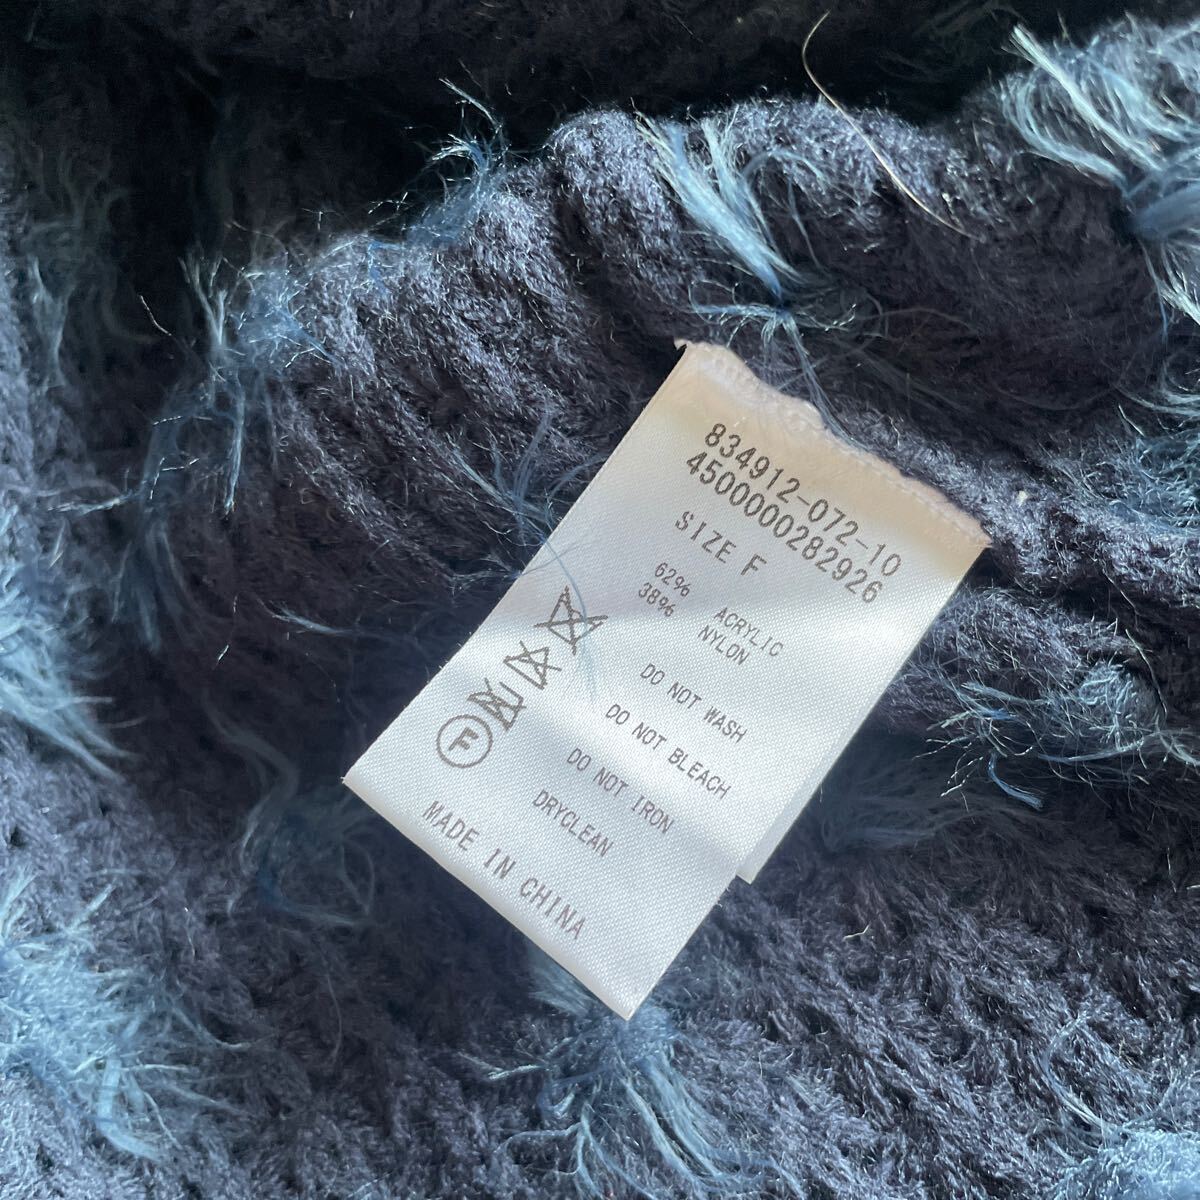 834912-072-10
4500000282926
SIZE F
62% ACRYLIC
38% NYLON
DO NOT WASH
DO NOT BLEACH
DO NOT IRON
DRYCLEAN
F
MADE IN CHINA